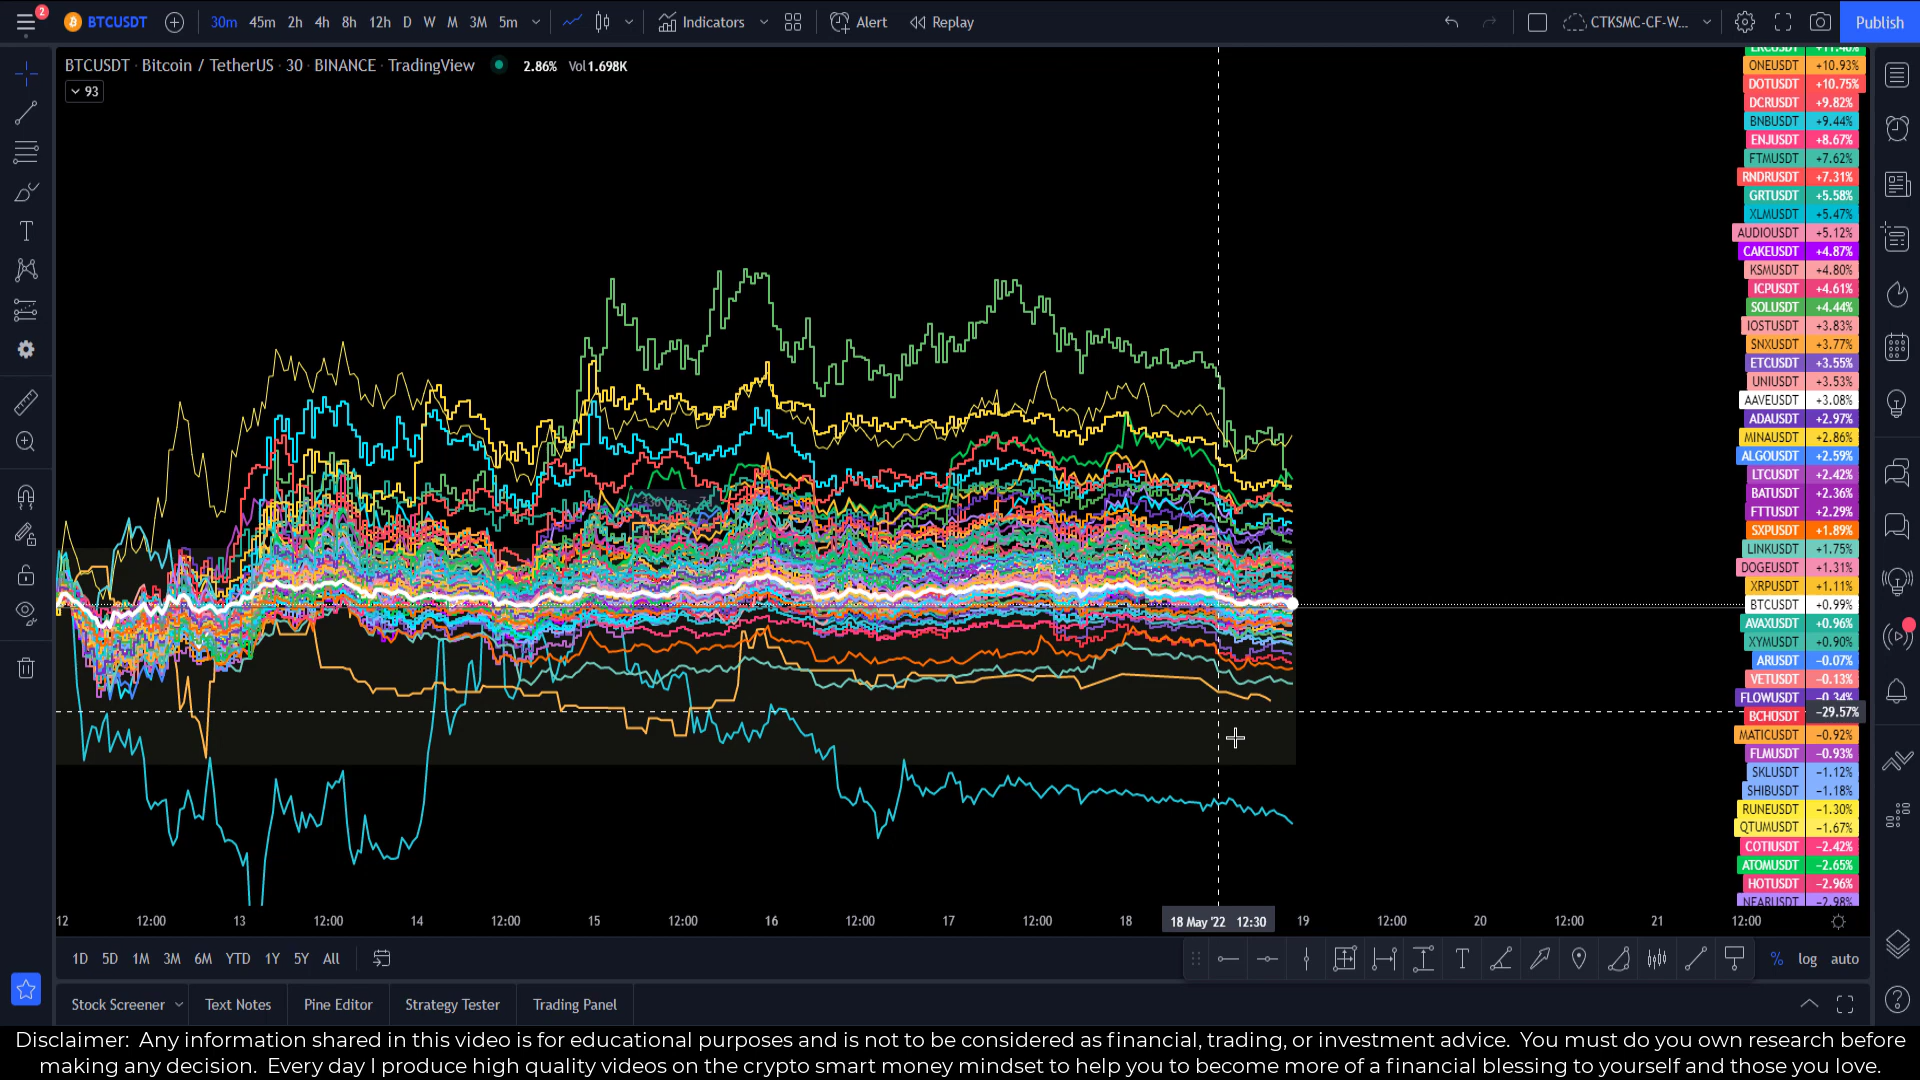 2
BTCUSDT 30m 45m 2h 4h 8h 12h D W M 3M 5m Indicators Alert Replay CTKSMC-CF-W... Publish
BTCUSDT · Bitcoin / TetherUS · 30 · BINANCE · TradingView 2.86% Vol 1.698K
93
ONEUSDT +10.93%
DOTUSDT +10.75%
DCRUSDT +9.82%
BNBUSDT +9.44%
ENJUSDT +8.67%
FTMUSDT +7.62%
RNDRUSDT +7.31%
GRTUSDT +5.58%
XLMUSDT +5.47%
AUDIOUSDT +5.12%
CAKEUSDT +4.87%
KSMUSDT +4.80%
ICPUSDT +4.61%
SOLUSDT +4.44%
IOSTUSDT +3.83%
SNXUSDT +3.77%
ETCUSDT +3.55%
UNIUSDT +3.53%
AAVEUSDT +3.08%
ADAUSDT +2.97%
MINAUSDT +2.86%
ALGOUSDT +2.59%
LTCUSDT +2.42%
BATUSDT +2.36%
FTTUSDT +2.29%
SXPUSDT +1.89%
LINKUSDT +1.75%
DOGEUSDT +1.31%
XRPUSDT +1.11%
BTCUSDT +0.99%
AVAXUSDT +0.96%
XYMUSDT +0.90%
ARUSDT −0.07%
VETUSDT −0.13%
FLOWUSDT −0.34%
BCHUSDT −29.57%
MATICUSDT −0.92%
FLMUSDT −0.93%
SKLUSDT −1.12%
SHIBUSDT −1.18%
RUNEUSDT −1.30%
QTUMUSDT −1.67%
COTIUSDT −2.42%
ATOMUSDT −2.65%
HOTUSDT −2.96%
NEARUSDT −2.98%
12 12:00 13 12:00 14 12:00 15 12:00 16 12:00 17 12:00 18 18 May '22 12:30 19 12:00 20 12:00 21 12:00
1D 5D 1M 3M 6M YTD 1Y 5Y All % log auto
Stock Screener Text Notes Pine Editor Strategy Tester Trading Panel
Disclaimer: Any information shared in this video is for educational purposes and is not to be considered as financial, trading, or investment advice. You must do you own research before
making any decision. Every day I produce high quality videos on the crypto smart money mindset to help you to become more of a financial blessing to yourself and those you love.